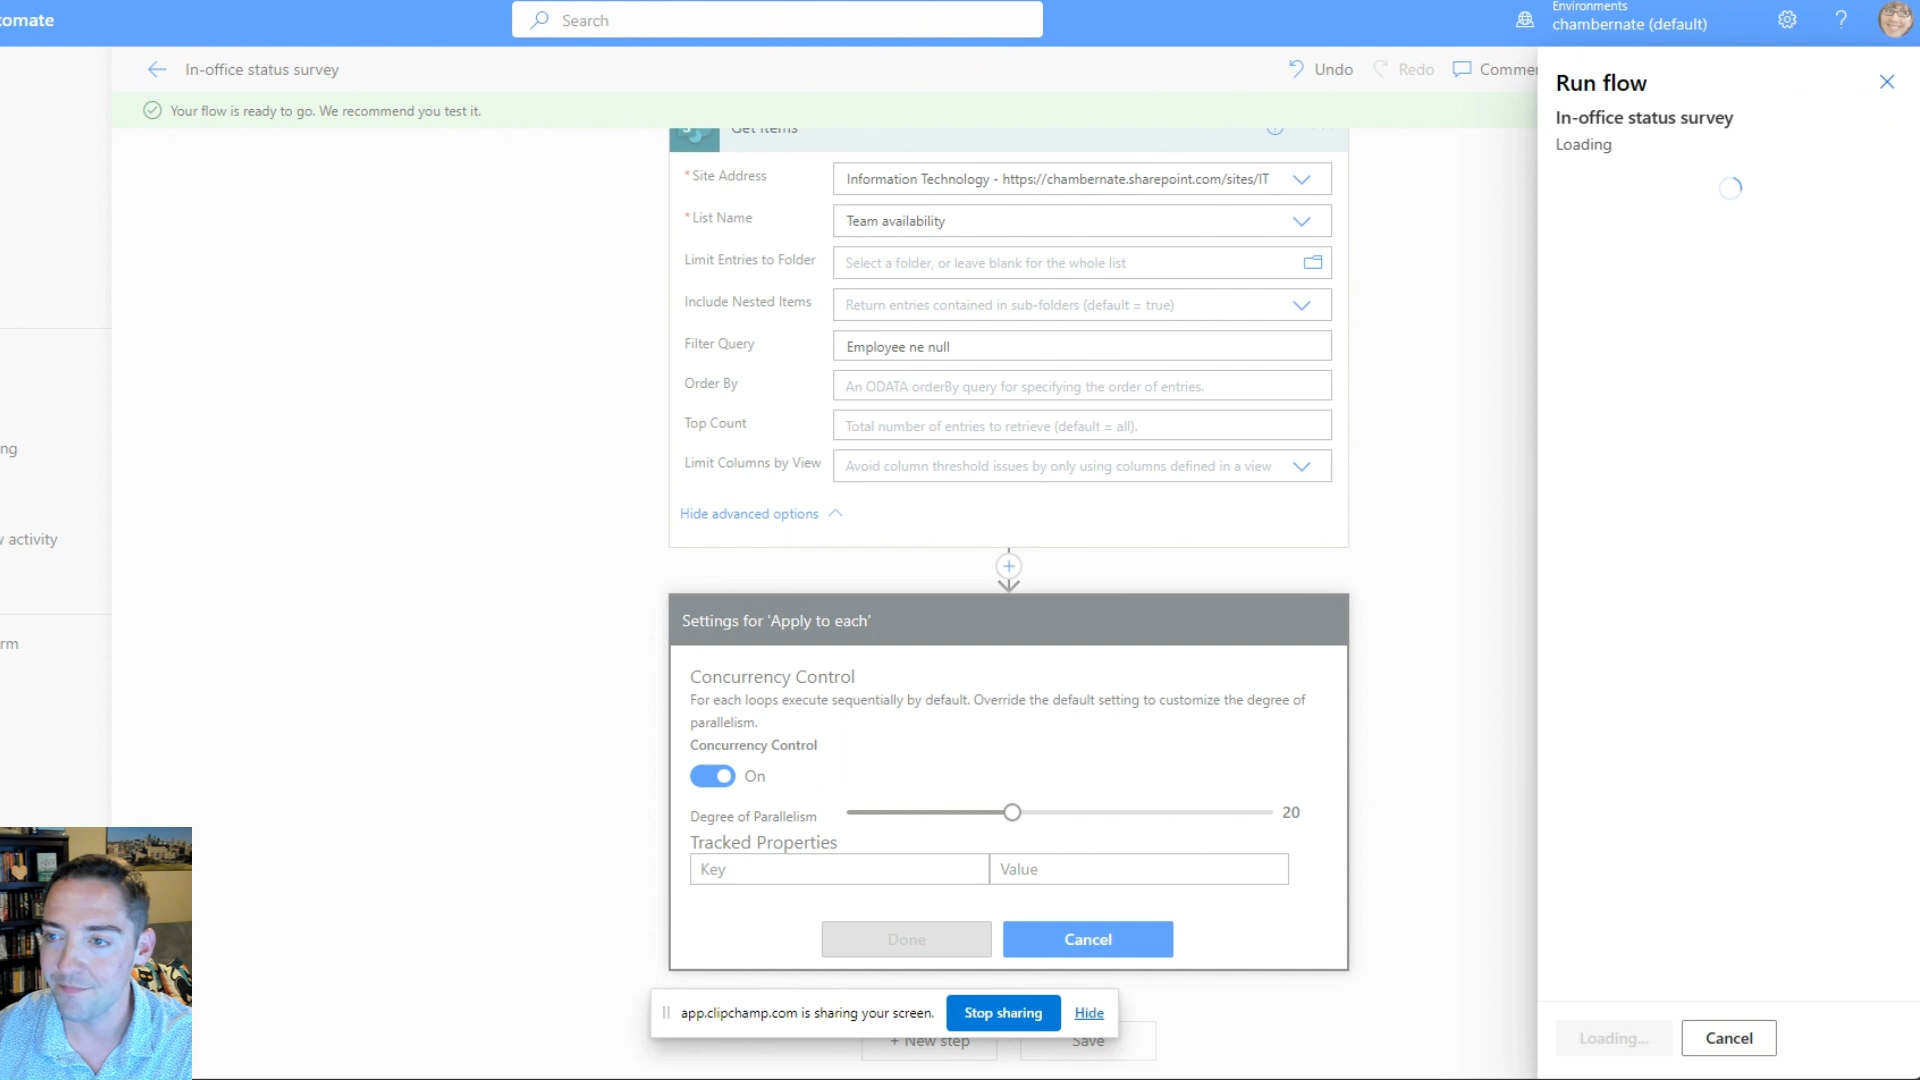 omate
Search
Environments
chambernate (default)
?
In-office status survey
Undo
Redo
Commen
Your flow is ready to go. We recommend you test it.
Get items
* Site Address
Information Technology - https://chambernate.sharepoint.com/sites/IT
* List Name
Team availability
Limit Entries to Folder
Select a folder, or leave blank for the whole list
Include Nested Items
Return entries contained in sub-folders (default = true)
Filter Query
Employee ne null
Order By
An ODATA orderBy query for specifying the order of entries.
Top Count
Total number of entries to retrieve (default = all).
Limit Columns by View
Avoid column threshold issues by only using columns defined in a view
Hide advanced options
Settings for 'Apply to each'
Concurrency Control
For each loops execute sequentially by default. Override the default setting to customize the degree of
parallelism.
Concurrency Control
On
Degree of Parallelism
20
Tracked Properties
Key
Value
Done
Cancel
app.clipchamp.com is sharing your screen.
Stop sharing
Hide
+ New step
Save
ng
activity
rm
Run flow
In-office status survey
Loading
Loading...
Cancel